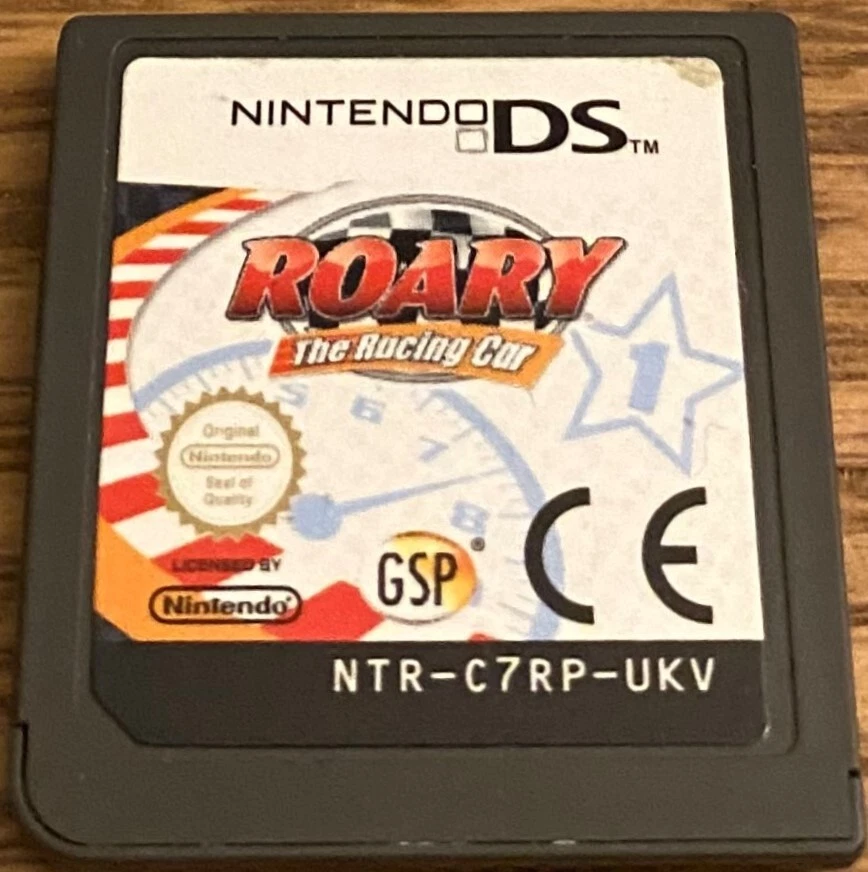 NINTENDO DS™
ROARY
The Racing Car
1
5 6 7 8
Original
Nintendo
Seal of
Quality
LICENSED BY
Nintendo®
GSP®
CE
NTR-C7RP-UKV